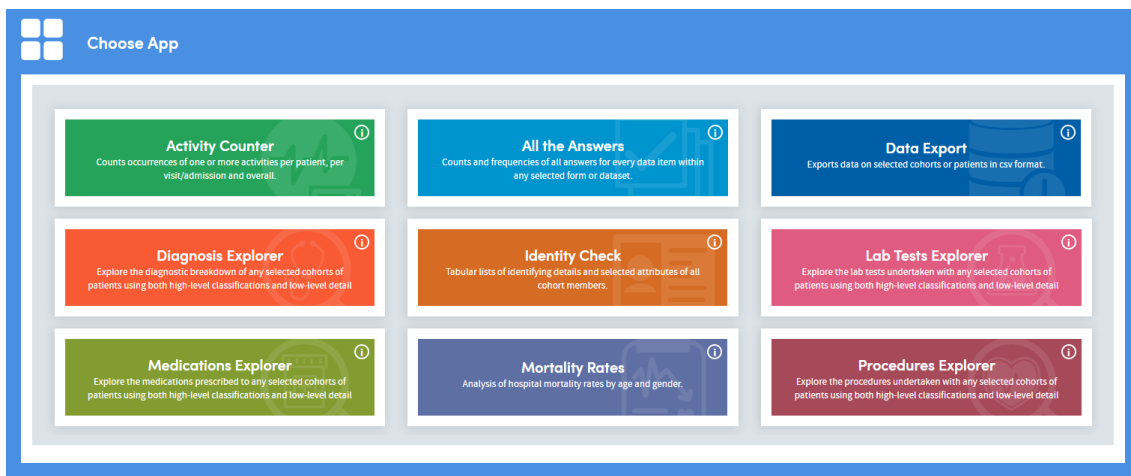 Choose App
Activity Counter
Counts occurrences of one or more activities per patient, per
visit/admission and overall.
All the Answers
Counts and frequencies of all answers for every data item within
any selected form or dataset.
Data Export
Exports data on selected cohorts or patients in csv format.
Diagnosis Explorer
Explore the diagnostic breakdown of any selected cohorts of
patients using both high-level classifications and low-level detail
Identity Check
Tabular lists of identifying details and selected attributes of all
cohort members.
Lab Tests Explorer
Explore the lab tests undertaken with any selected cohorts of
patients using both high-level classifications and low-level detail
Medications Explorer
Explore the medications prescribed to any selected cohorts of
patients using both high-level classifications and low-level detail
Mortality Rates
Analysis of hospital mortality rates by age and gender.
Procedures Explorer
Explore the procedures undertaken with any selected cohorts of
patients using both high-level classifications and low-level detail